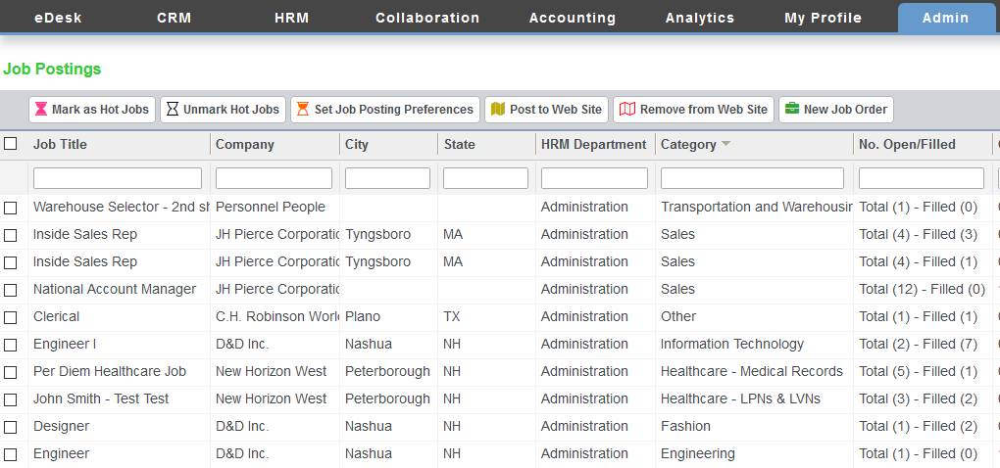 eDesk CRM HRM Collaboration Accounting Analytics My Profile Admin
Job Postings
Mark as Hot Jobs Unmark Hot Jobs Set Job Posting Preferences Post to Web Site Remove from Web Site New Job Order
Job Title Company City State HRM Department Category No. Open/Filled
Warehouse Selector - 2nd sh Personnel People Administration Transportation and Warehousin Total (1) - Filled (0)
Inside Sales Rep JH Pierce Corporatio Tyngsboro MA Administration Sales Total (4) - Filled (3)
Inside Sales Rep JH Pierce Corporatio Tyngsboro MA Administration Sales Total (4) - Filled (1)
National Account Manager JH Pierce Corporatio Administration Sales Total (12) - Filled (0)
Clerical C.H. Robinson Worl Plano TX Administration Other Total (1) - Filled (1)
Engineer I D&D Inc. Nashua NH Administration Information Technology Total (2) - Filled (7)
Per Diem Healthcare Job New Horizon West Peterborough NH Administration Healthcare - Medical Records Total (5) - Filled (1)
John Smith - Test Test New Horizon West Peterborough NH Administration Healthcare - LPNs & LVNs Total (3) - Filled (2)
Designer D&D Inc. Nashua NH Administration Fashion Total (1) - Filled (2)
Engineer D&D Inc. Nashua NH Administration Engineering Total (1) - Filled (0)